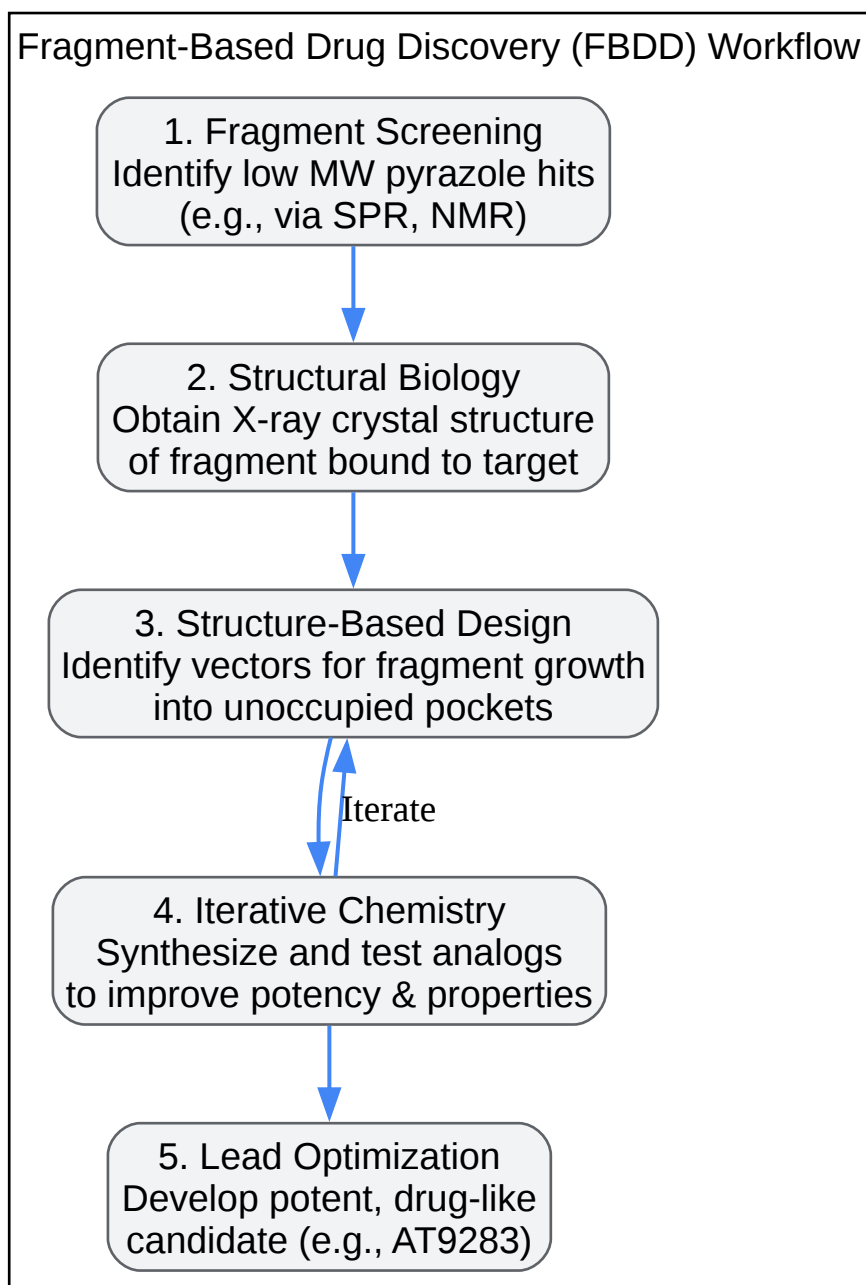 Fragment-Based Drug Discovery (FBDD) Workflow
1. Fragment Screening
Identify low MW pyrazole hits
(e.g., via SPR, NMR)
2. Structural Biology
Obtain X-ray crystal structure
of fragment bound to target
3. Structure-Based Design
Identify vectors for fragment growth
into unoccupied pockets
Iterate
4. Iterative Chemistry
Synthesize and test analogs
to improve potency & properties
5. Lead Optimization
Develop potent, drug-like
candidate (e.g., AT9283)